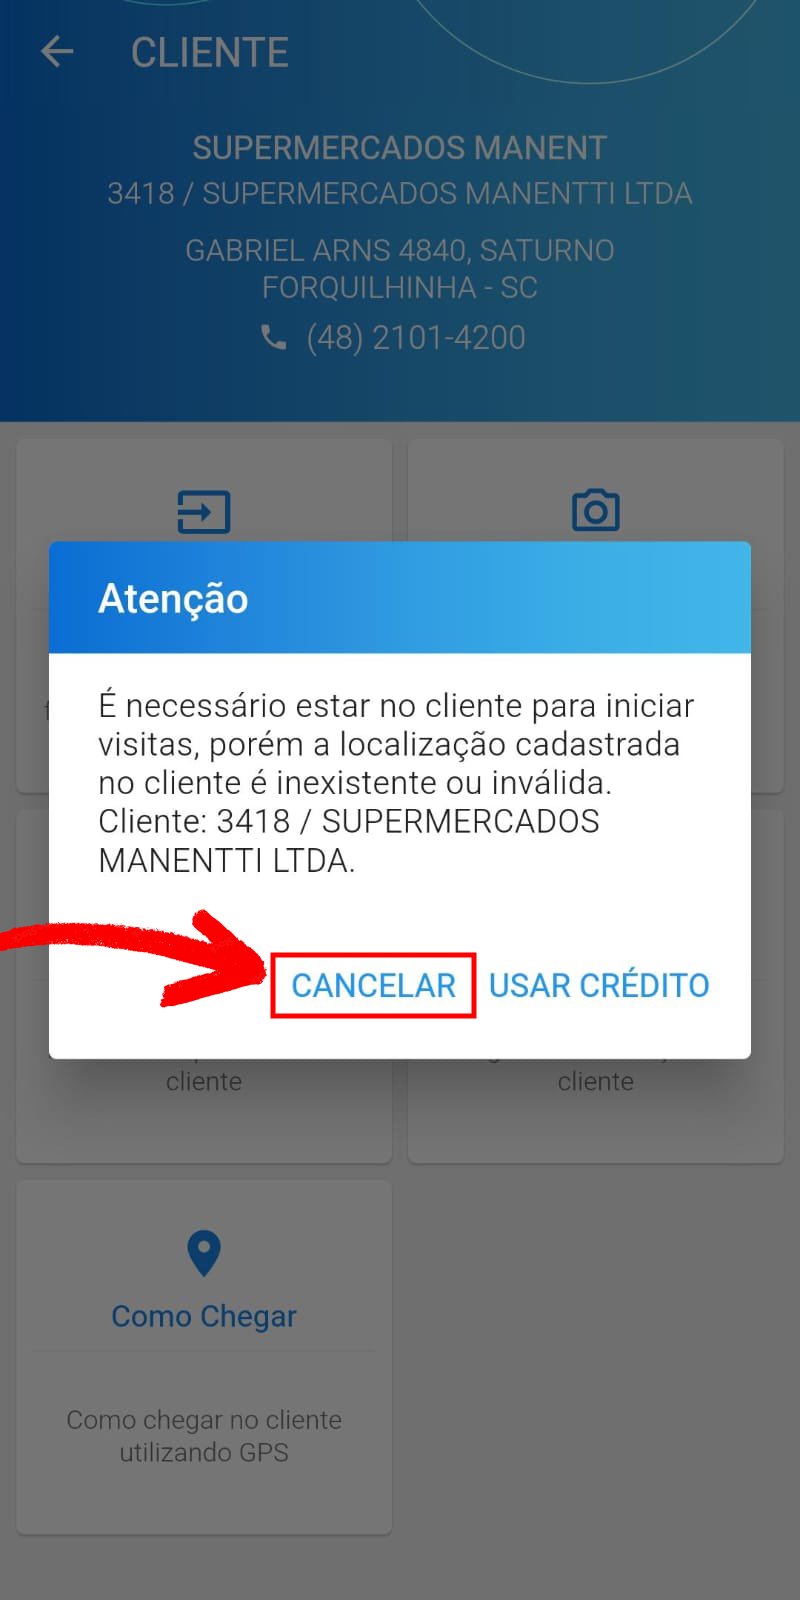 CLIENTE
SUPERMERCADOS MANENT
3418 / SUPERMERCADOS MANENTTI LTDA
GABRIEL ARNS 4840, SATURNO
FORQUILHINHA - SC
(48) 2101-4200
Atenção
É necessário estar no cliente para iniciar
visitas, porém a localização cadastrada
no cliente é inexistente ou inválida.
Cliente: 3418 / SUPERMERCADOS
MANENTTI LTDA.
CANCELAR USAR CRÉDITO
cliente
cliente
Como Chegar
Como chegar no cliente
utilizando GPS